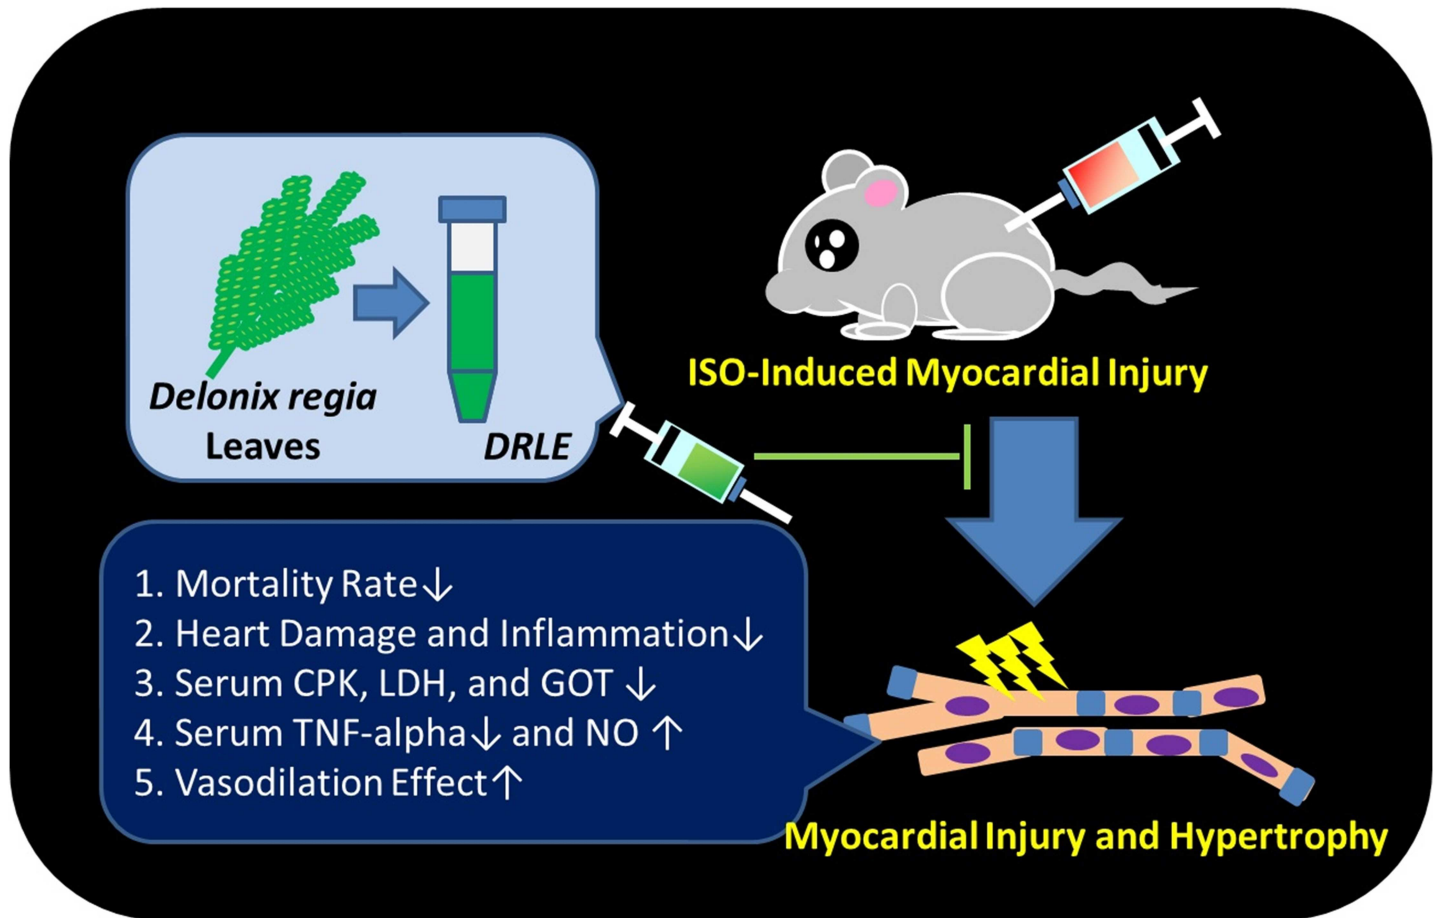 Delonix regia
Leaves
DRLE
ISO-Induced Myocardial Injury
1. Mortality Rate↓
2. Heart Damage and Inflammation↓
3. Serum CPK, LDH, and GOT ↓
4. Serum TNF-alpha↓ and NO ↑
5. Vasodilation Effect↑
Myocardial Injury and Hypertrophy